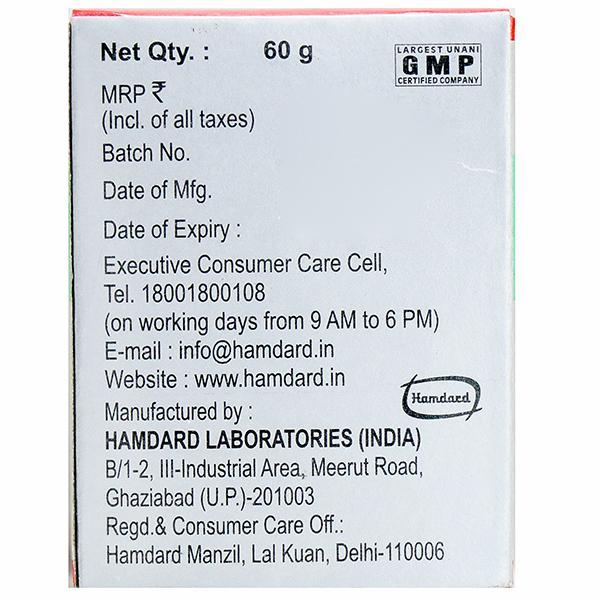 Net Qty. : 60 g
LARGEST UNANI
GMP
CERTIFIED COMPANY
MRP ₹
(Incl. of all taxes)
Batch No.
Date of Mfg.
Date of Expiry :
Executive Consumer Care Cell,
Tel. 18001800108
(on working days from 9 AM to 6 PM)
E-mail : info@hamdard.in
Website : www.hamdard.in
Hamdard
Manufactured by :
HAMDARD LABORATORIES (INDIA)
B/1-2, III-Industrial Area, Meerut Road,
Ghaziabad (U.P.)-201003
Regd.& Consumer Care Off.:
Hamdard Manzil, Lal Kuan, Delhi-110006